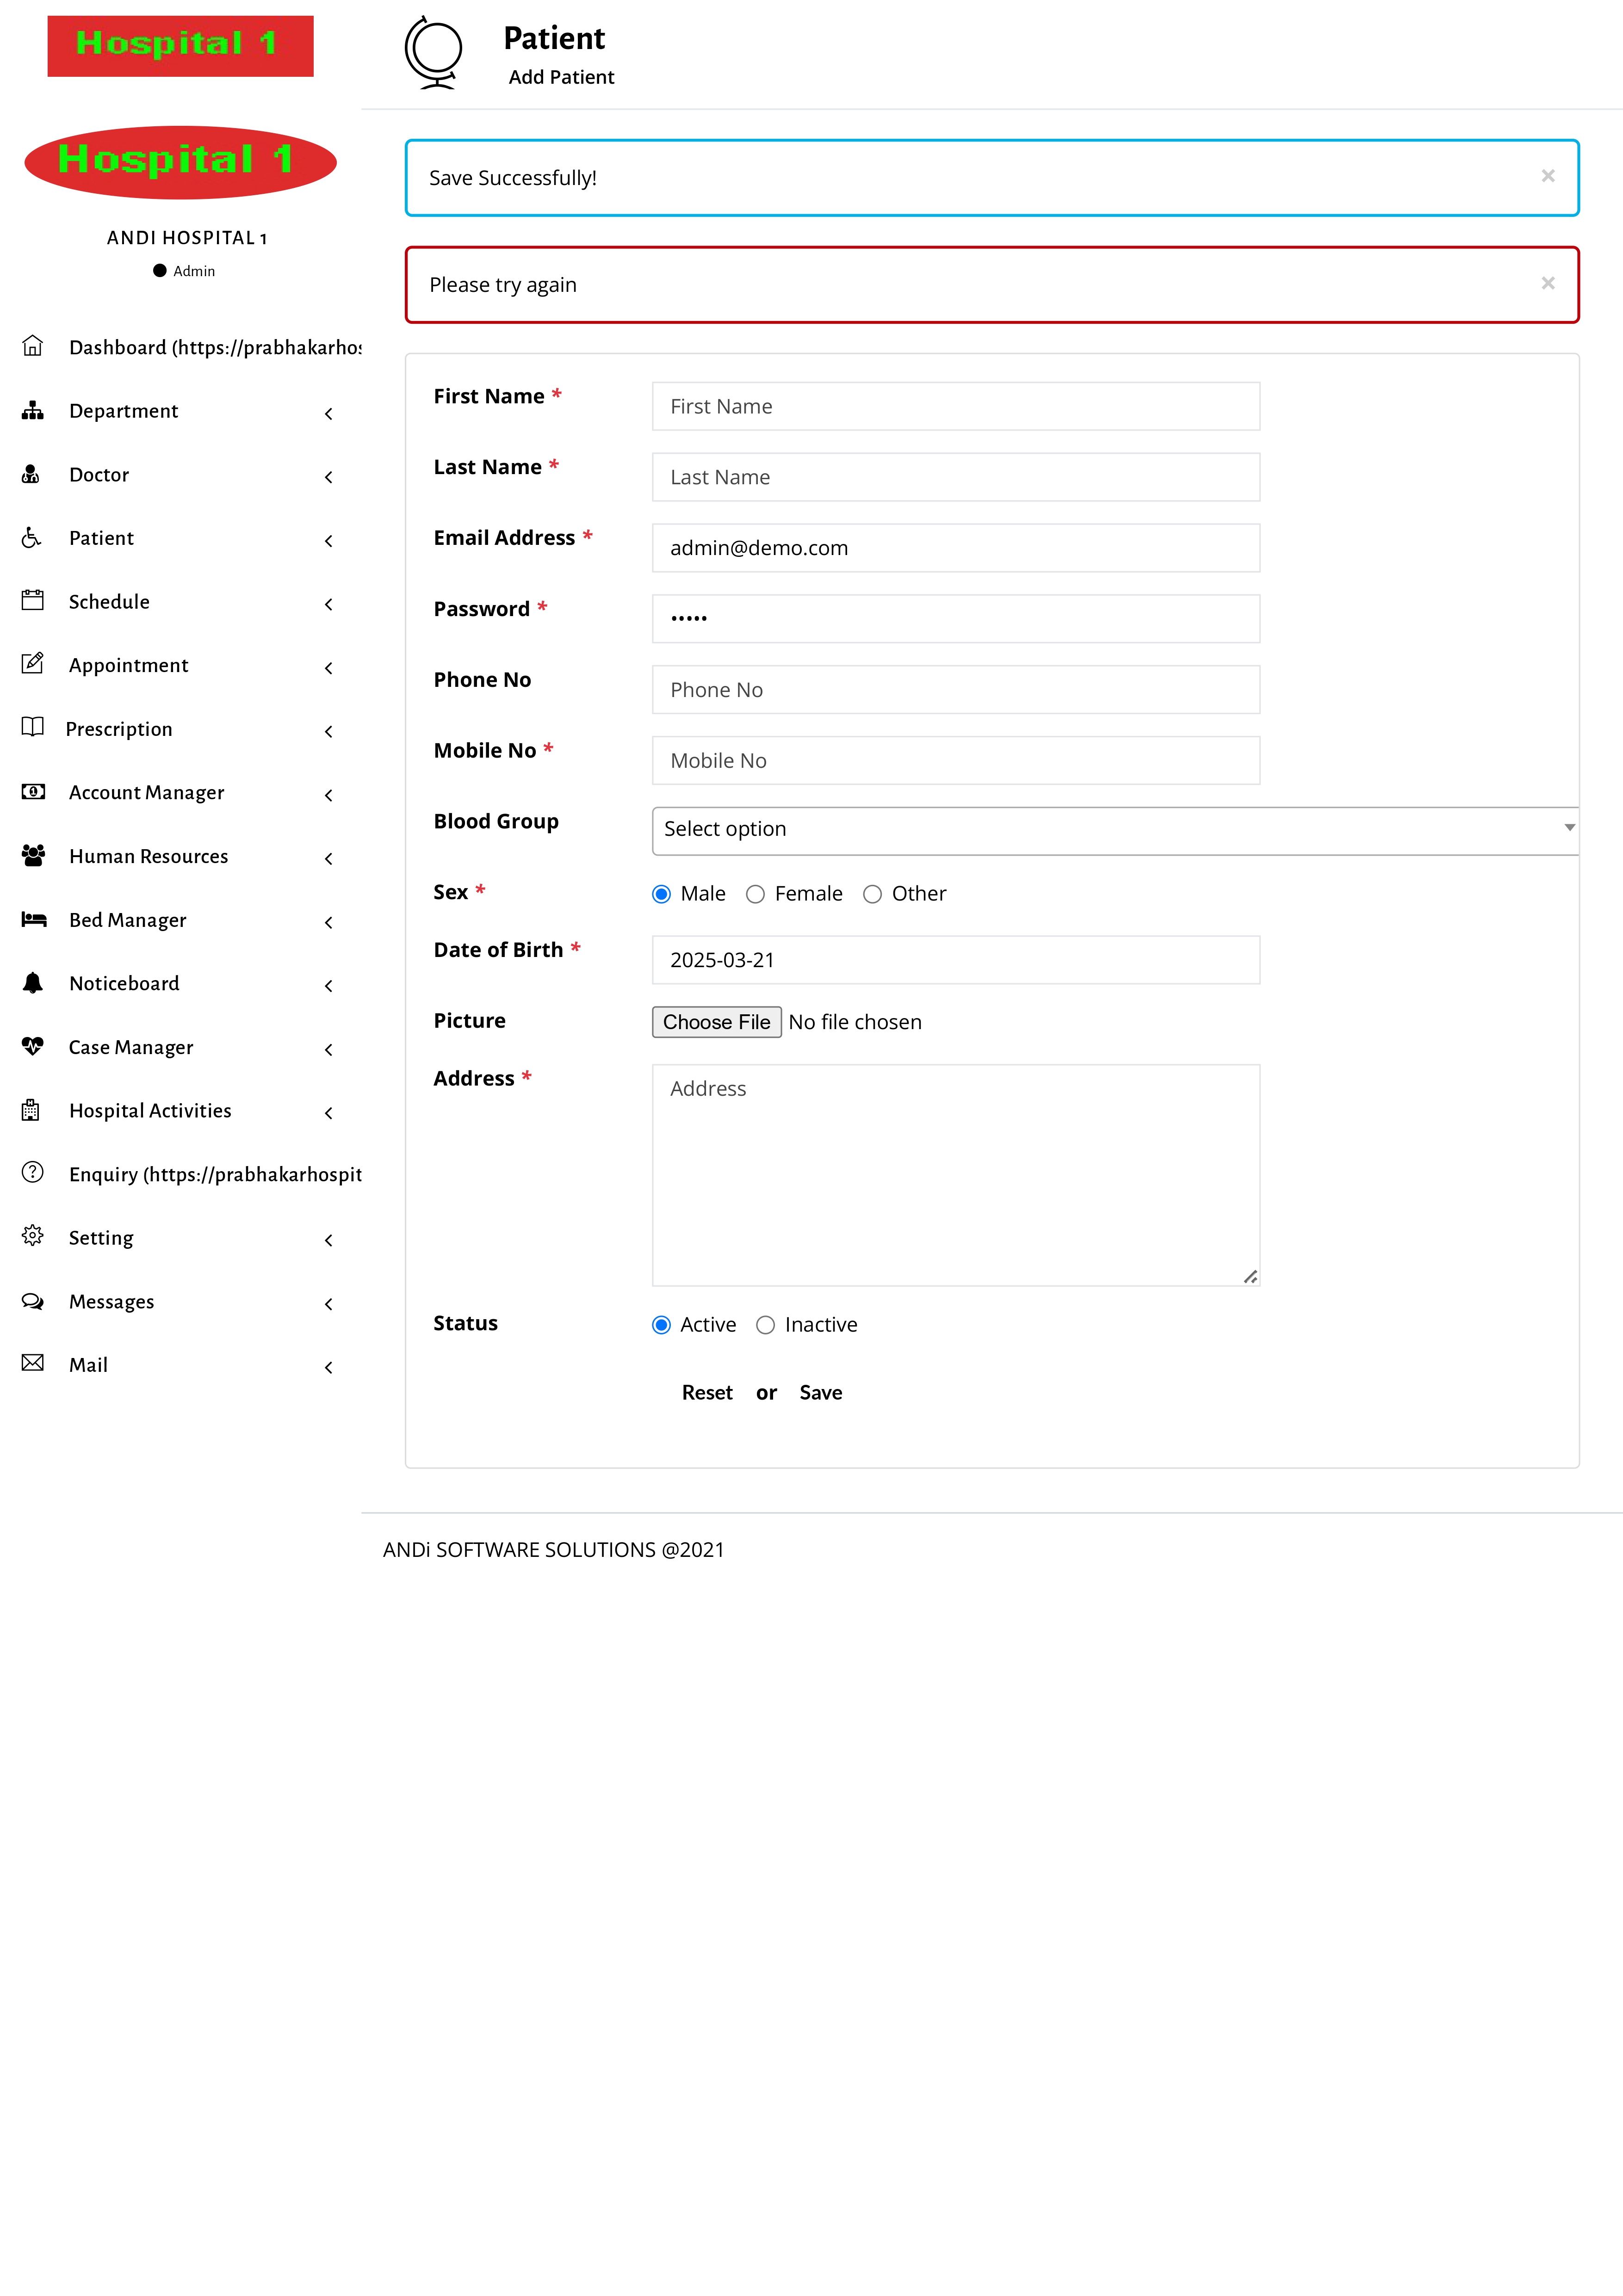 Hospital 1
Hospital 1
ANDI HOSPITAL 1
Admin
Dashboard (https://prabhakarhos
Department
Doctor
Patient
Schedule
Appointment
Prescription
Account Manager
Human Resources
Bed Manager
Noticeboard
Case Manager
Hospital Activities
Enquiry (https://prabhakarhospit
Setting
Messages
Mail
Patient
Add Patient
Save Successfully!
×
Please try again
×
First Name *
First Name
Last Name *
Last Name
Email Address *
admin@demo.com
Password *
•••••
Phone No
Phone No
Mobile No *
Mobile No
Blood Group
Select option
Sex *
Male Female Other
Date of Birth *
2025-03-21
Picture
Choose File No file chosen
Address *
Address
Status
Active Inactive
Reset or Save
ANDi SOFTWARE SOLUTIONS @2021